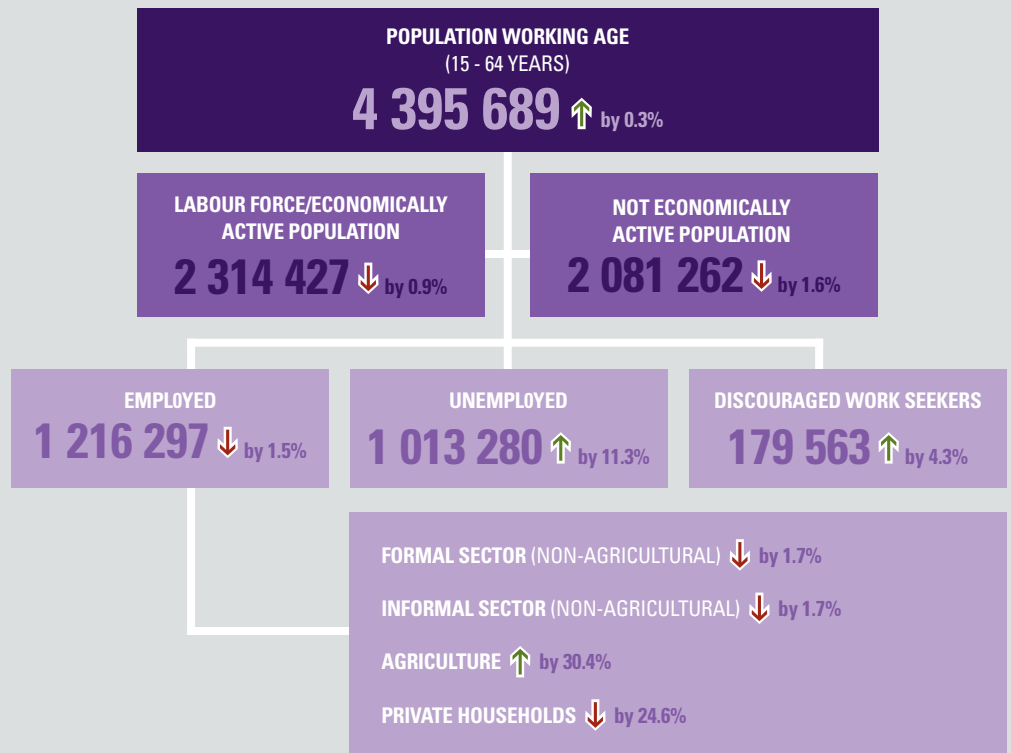 POPULATION WORKING AGE
(15 - 64 YEARS)
4 395 689 by 0.3%
LABOUR FORCE/ECONOMICALLY
ACTIVE POPULATION
2 314 427 by 0.9%
NOT ECONOMICALLY
ACTIVE POPULATION
2 081 262 by 1.6%
EMPLOYED
1 216 297 by 1.5%
UNEMPLOYED
1 013 280 by 11.3%
DISCOURAGED WORK SEEKERS
179 563 by 4.3%
FORMAL SECTOR (NON-AGRICULTURAL) by 1.7%
INFORMAL SECTOR (NON-AGRICULTURAL) by 1.7%
AGRICULTURE by 30.4%
PRIVATE HOUSEHOLDS by 24.6%